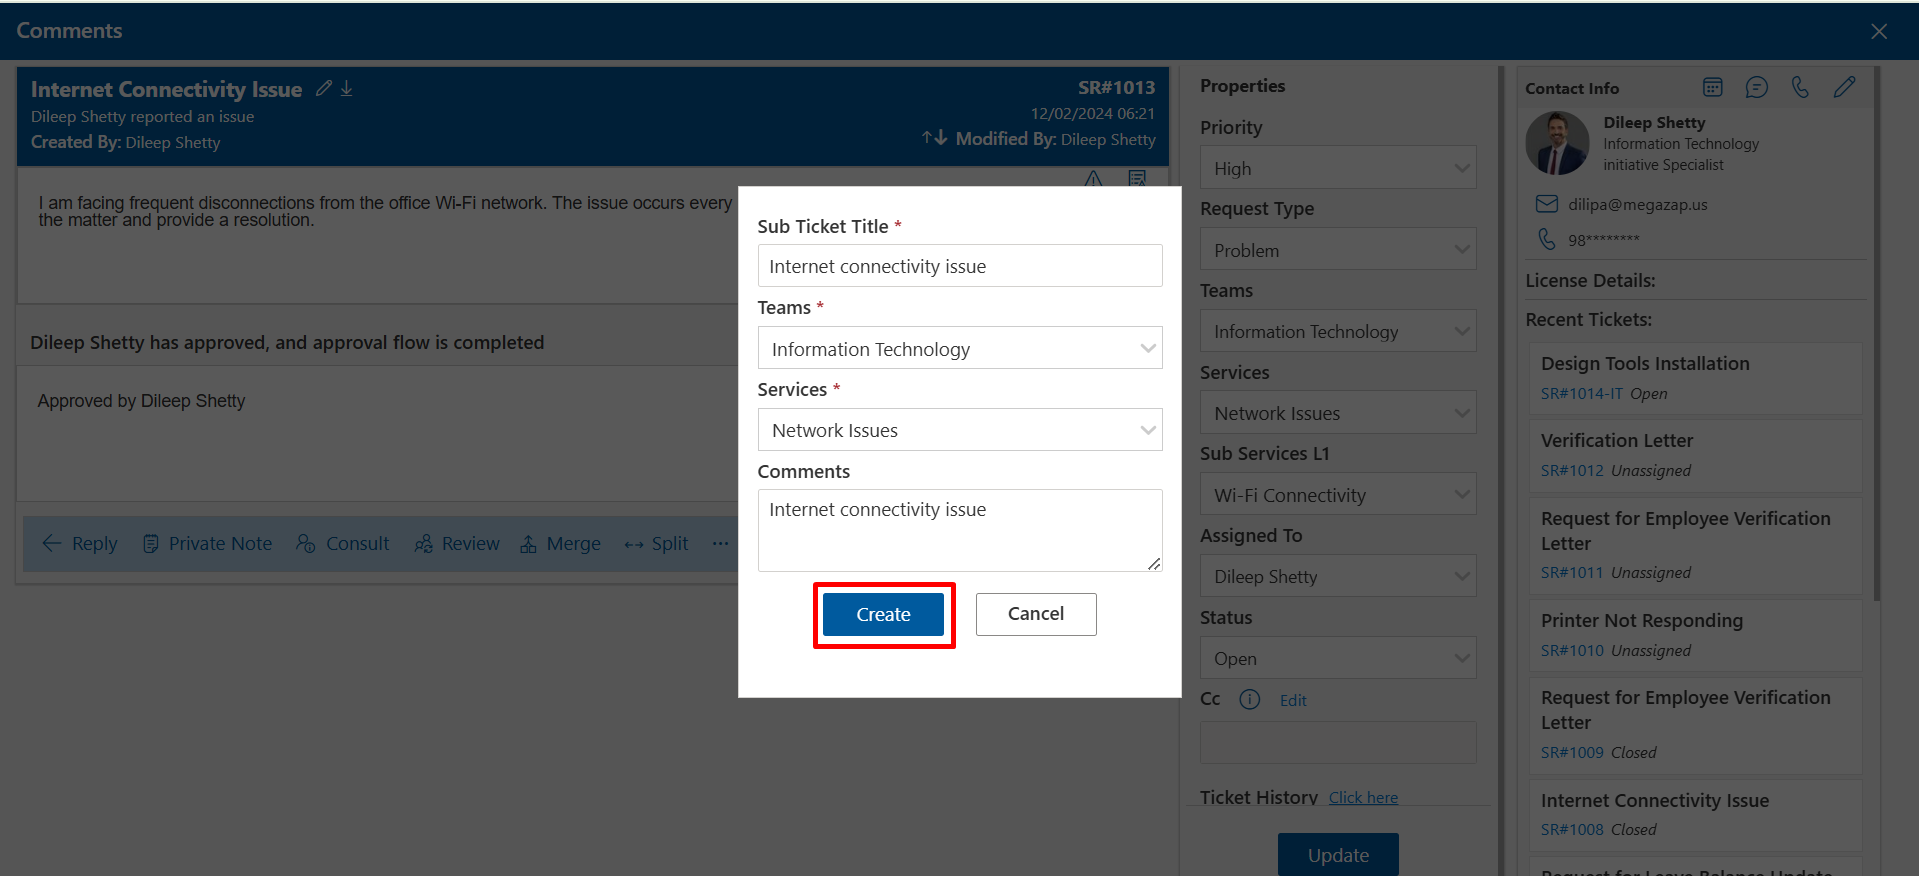 Comments
Internet Connectivity Issue
SR#1013
Dileep Shetty reported an issue
12/02/2024 06:21
Created By: Dileep Shetty
Modified By: Dileep Shetty
I am facing frequent disconnections from the office Wi-Fi network. The issue occurs every
the matter and provide a resolution.
Dileep Shetty has approved, and approval flow is completed
Approved by Dileep Shetty
Reply
Private Note
Consult
Review
Merge
Split
Sub Ticket Title *
Internet connectivity issue
Teams *
Information Technology
Services *
Network Issues
Comments
Internet connectivity issue
Create
Cancel
Properties
Priority
High
Request Type
Problem
Teams
Information Technology
Services
Network Issues
Sub Services L1
Wi-Fi Connectivity
Assigned To
Dileep Shetty
Status
Open
Cc
Edit
Ticket History Click here
Update
Contact Info
Dileep Shetty
Information Technology
initiative Specialist
dilipa@megazap.us
98********
License Details:
Recent Tickets:
Design Tools Installation
SR#1014-IT Open
Verification Letter
SR#1012 Unassigned
Request for Employee Verification
Letter
SR#1011 Unassigned
Printer Not Responding
SR#1010 Unassigned
Request for Employee Verification
Letter
SR#1009 Closed
Internet Connectivity Issue
SR#1008 Closed
Request for Leave Balance Update